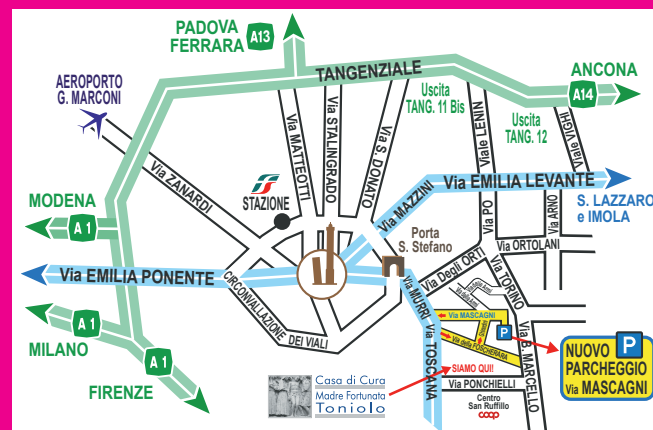 PADOVA
FERRARA
A13
TANGENZIALE
ANCONA
A14
AEROPORTO
G. MARCONI
Uscita
TANG. 11 Bis
Uscita
TANG. 12
Via ZANARDI
Via MATTEOTTI
Via STALINGRADO
Via S. DONATO
Viale LENIN
Viale VIGHI
STAZIONE
Via MAZZINI
Via EMILIA LEVANTE
S. LAZZARO
e IMOLA
MODENA
A 1
Via EMILIA PONENTE
Porta
S. Stefano
Via PO
Via ARNO
Via ORTOLANI
Via Degli ORTI
Via TORINO
CIRCONVALLAZIONE DEI VIALI
Via MURRI
Via TOSCANA
Via MASCAGNI
Via della FOSCHERARA
P
Via B. MARCELLO
A 1
MILANO
A 1
FIRENZE
SIAMO QUI!
Via PONCHIELLI
Centro
San Ruffillo
coop
Casa di Cura
Madre Fortunata
Toniolo
NUOVO P
PARCHEGGIO
Via MASCAGNI